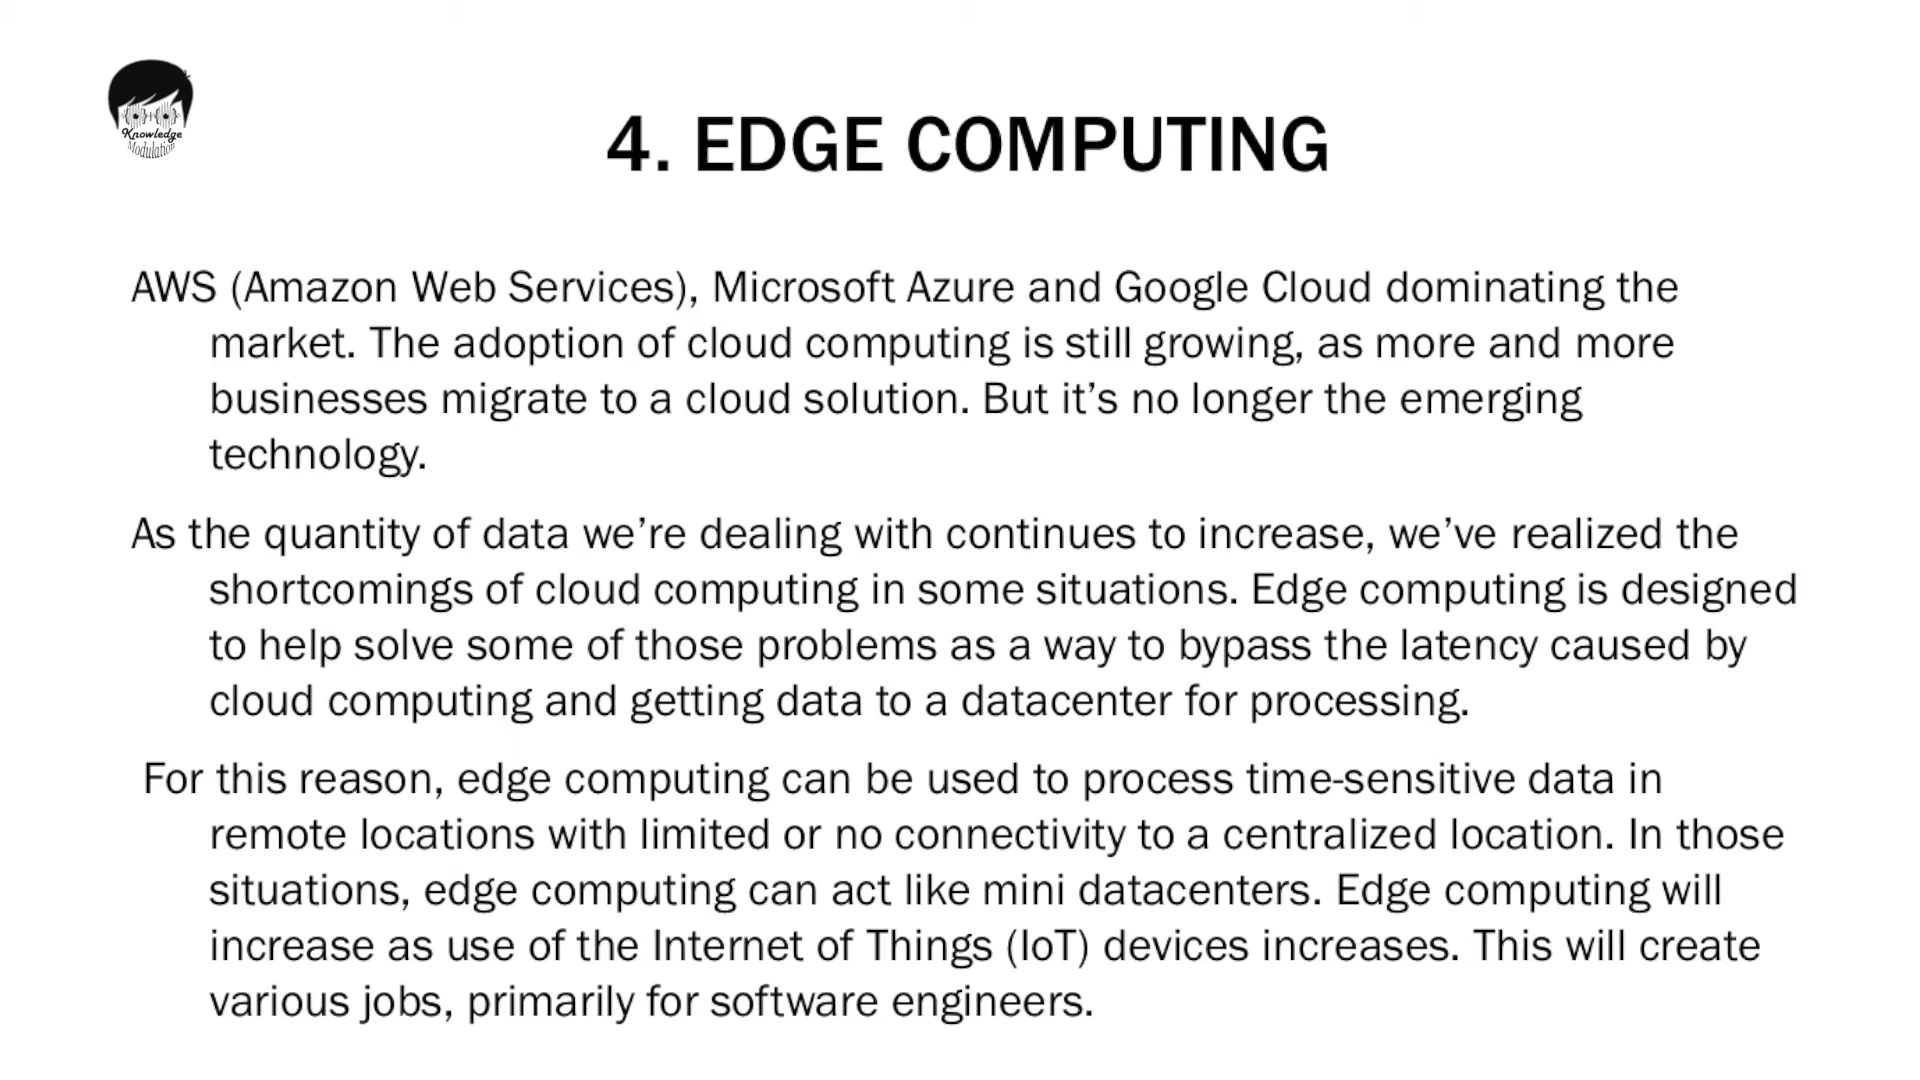 Knowledge
Modulation
4. EDGE COMPUTING
AWS (Amazon Web Services), Microsoft Azure and Google Cloud dominating the
market. The adoption of cloud computing is still growing, as more and more
businesses migrate to a cloud solution. But it’s no longer the emerging
technology.
As the quantity of data we’re dealing with continues to increase, we’ve realized the
shortcomings of cloud computing in some situations. Edge computing is designed
to help solve some of those problems as a way to bypass the latency caused by
cloud computing and getting data to a datacenter for processing.
For this reason, edge computing can be used to process time-sensitive data in
remote locations with limited or no connectivity to a centralized location. In those
situations, edge computing can act like mini datacenters. Edge computing will
increase as use of the Internet of Things (IoT) devices increases. This will create
various jobs, primarily for software engineers.